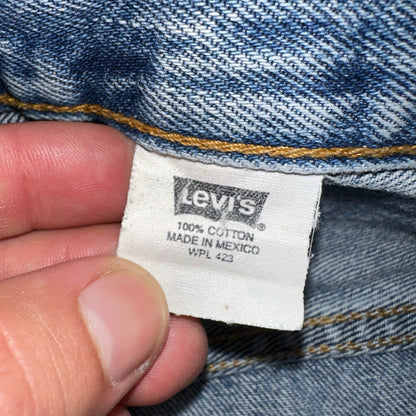 Levi's ®
100% COTTON
MADE IN MEXICO
WPL 423